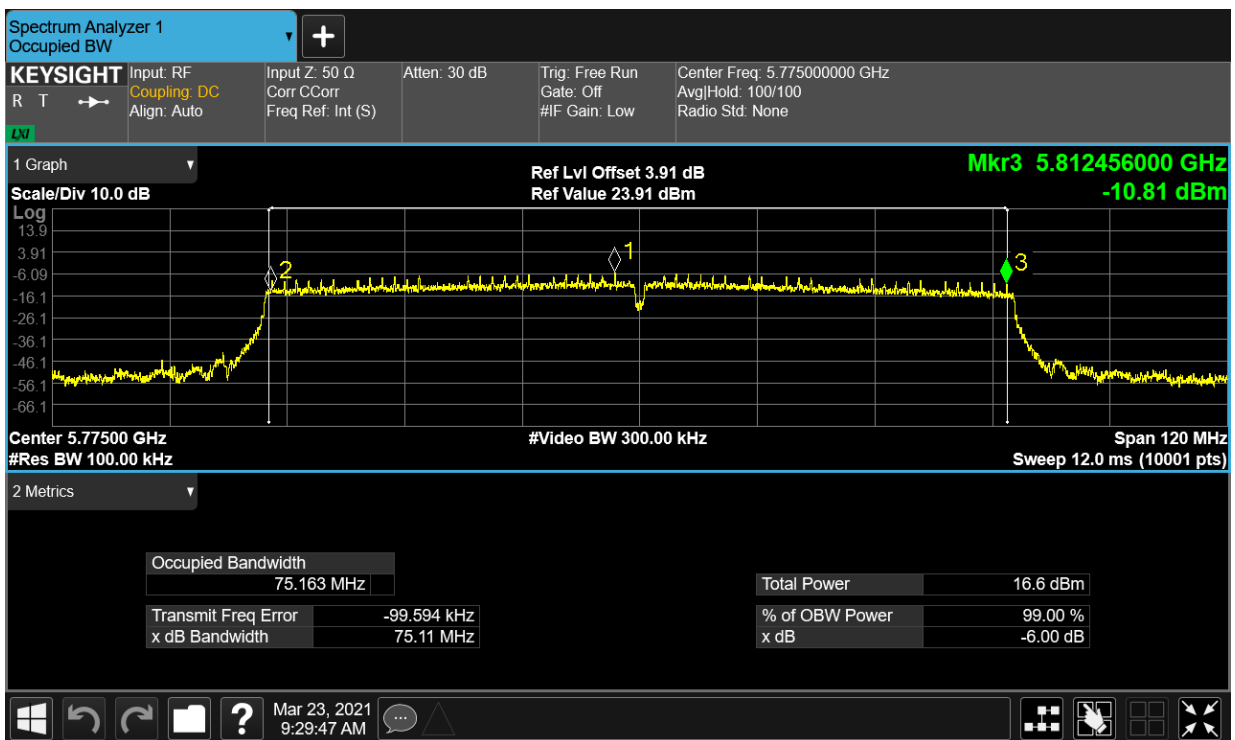 Spectrum Analyzer 1
Occupied BW
KEYSIGHT
R T
LXI
Input: RF
Coupling: DC
Align: Auto
Input Z: 50 Ω
Corr CCorr
Freq Ref: Int (S)
Atten: 30 dB
Trig: Free Run
Gate: Off
#IF Gain: Low
Center Freq: 5.775000000 GHz
Avg|Hold: 100/100
Radio Std: None
1 Graph
Scale/Div 10.0 dB
Ref Lvl Offset 3.91 dB
Ref Value 23.91 dBm
Mkr3 5.812456000 GHz
-10.81 dBm
Log
13.9
3.91
-6.09
-16.1
-26.1
-36.1
-46.1
-56.1
-66.1
2
1
3
Center 5.77500 GHz
#Res BW 100.00 kHz
#Video BW 300.00 kHz
Span 120 MHz
Sweep 12.0 ms (10001 pts)
2 Metrics
Occupied Bandwidth
75.163 MHz
Transmit Freq Error -99.594 kHz
x dB Bandwidth 75.11 MHz
Total Power 16.6 dBm
% of OBW Power 99.00 %
x dB -6.00 dB
?
Mar 23, 2021
9:29:47 AM